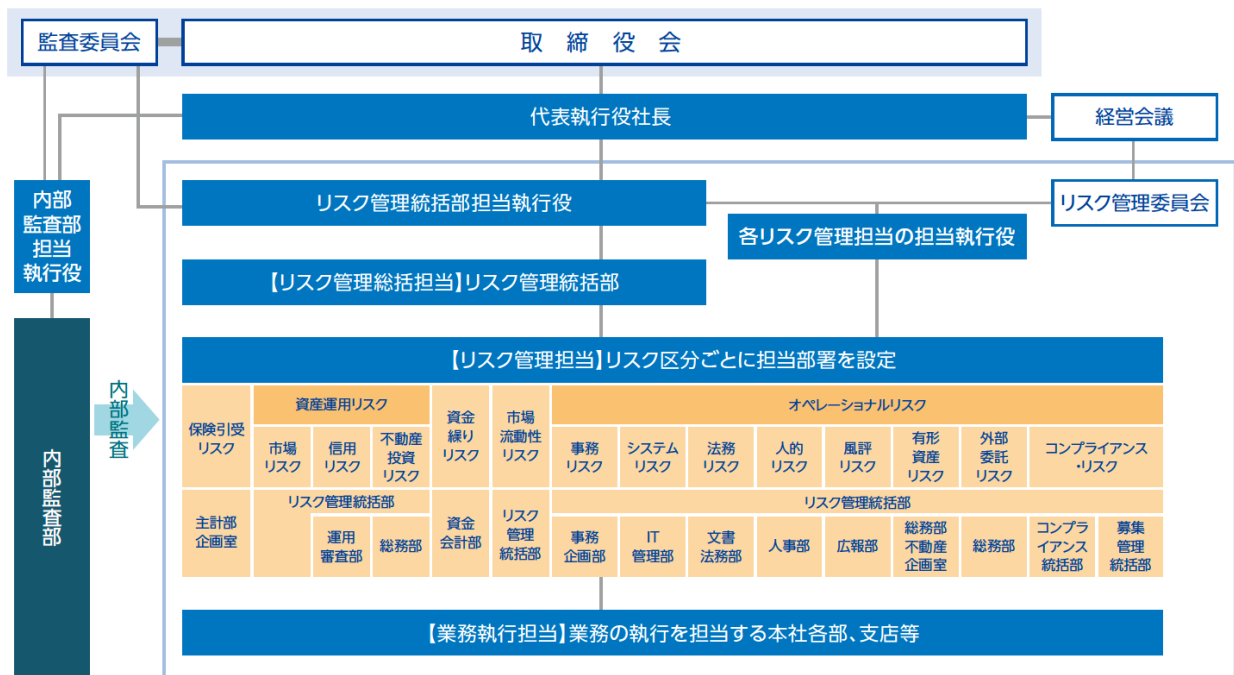 監査委員会
取締役会
代表執行役社長
経営会議
内部
監査部
担当
執行役
リスク管理統括部担当執行役
リスク管理委員会
各リスク管理担当の担当執行役
【リスク管理総括担当】リスク管理統括部
【リスク管理担当】リスク区分ごとに担当部署を設定
内部監査部
内部監査
保険引受
リスク
資産運用リスク
市場
リスク
信用
リスク
不動産
投資
リスク
資金
繰り
リスク
市場
流動性
リスク
オペレーショナルリスク
事務
リスク
システム
リスク
法務
リスク
人的
リスク
風評
リスク
有形
資産
リスク
外部
委託
リスク
コンプライアンス
・リスク
主計部
企画室
リスク管理統括部
運用
審査部
総務部
資金
会計部
リスク
管理
統括部
リスク管理統括部
事務
企画部
IT
管理部
文書
法務部
人事部
広報部
総務部
不動産
企画室
総務部
コンプラ
イアンス
統括部
募集
管理
統括部
【業務執行担当】業務の執行を担当する本社各部、支店等